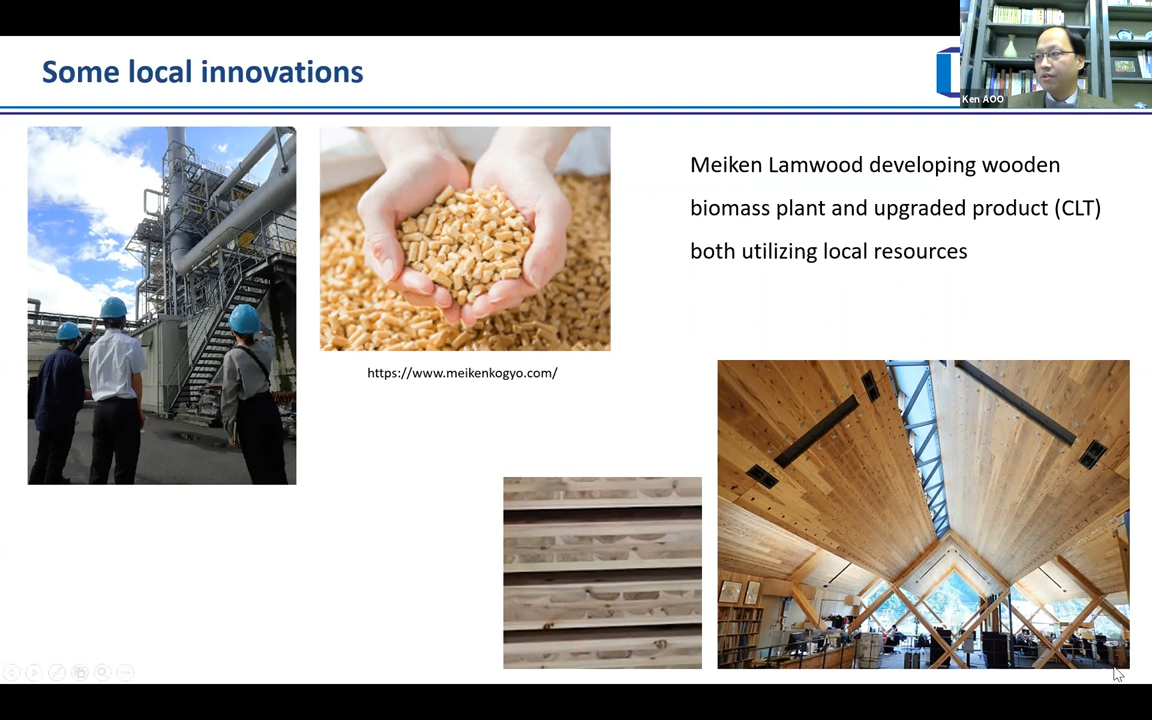 Some local innovations
Ken AOO
Meiken Lamwood developing wooden
biomass plant and upgraded product (CLT)
both utilizing local resources
https://www.meikenkogyo.com/